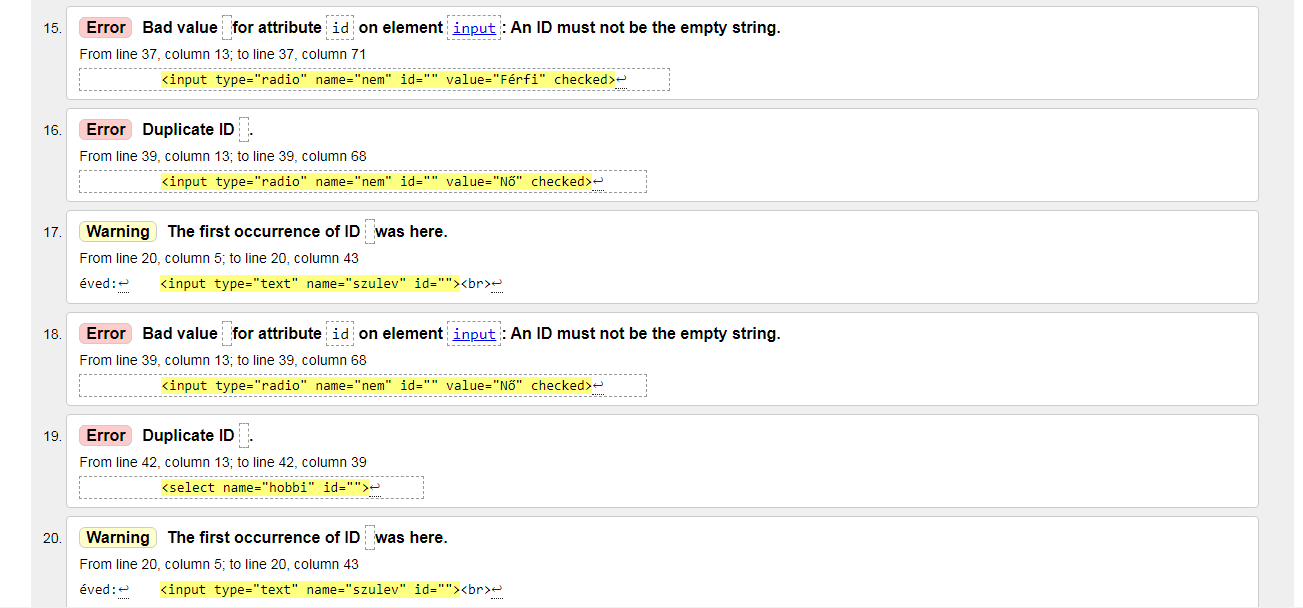 15. Error Bad value for attribute id on element input: An ID must not be the empty string.
From line 37, column 13; to line 37, column 71
<input type="radio" name="nem" id="" value="Férfi" checked>↩
16. Error Duplicate ID .
From line 39, column 13; to line 39, column 68
<input type="radio" name="nem" id="" value="Nő" checked>↩
17. Warning The first occurrence of ID was here.
From line 20, column 5; to line 20, column 43
éved:↩ <input type="text" name="szulev" id=""><br>↩
18. Error Bad value for attribute id on element input: An ID must not be the empty string.
From line 39, column 13; to line 39, column 68
<input type="radio" name="nem" id="" value="Nő" checked>↩
19. Error Duplicate ID .
From line 42, column 13; to line 42, column 39
<select name="hobbi" id="">↩
20. Warning The first occurrence of ID was here.
From line 20, column 5; to line 20, column 43
éved:↩ <input type="text" name="szulev" id=""><br>↩